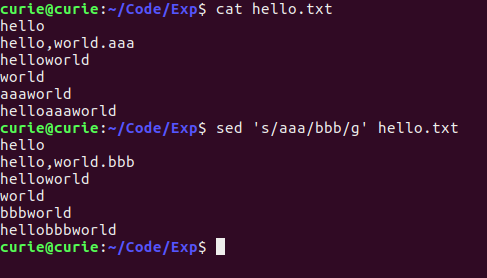 curie@curie:~/Code/Exp$ cat hello.txt
hello
hello,world.aaa
helloworld
world
aaaworld
helloaaaworld
curie@curie:~/Code/Exp$ sed 's/aaa/bbb/g' hello.txt
hello
hello,world.bbb
helloworld
world
bbbworld
hellobbbworld
curie@curie:~/Code/Exp$